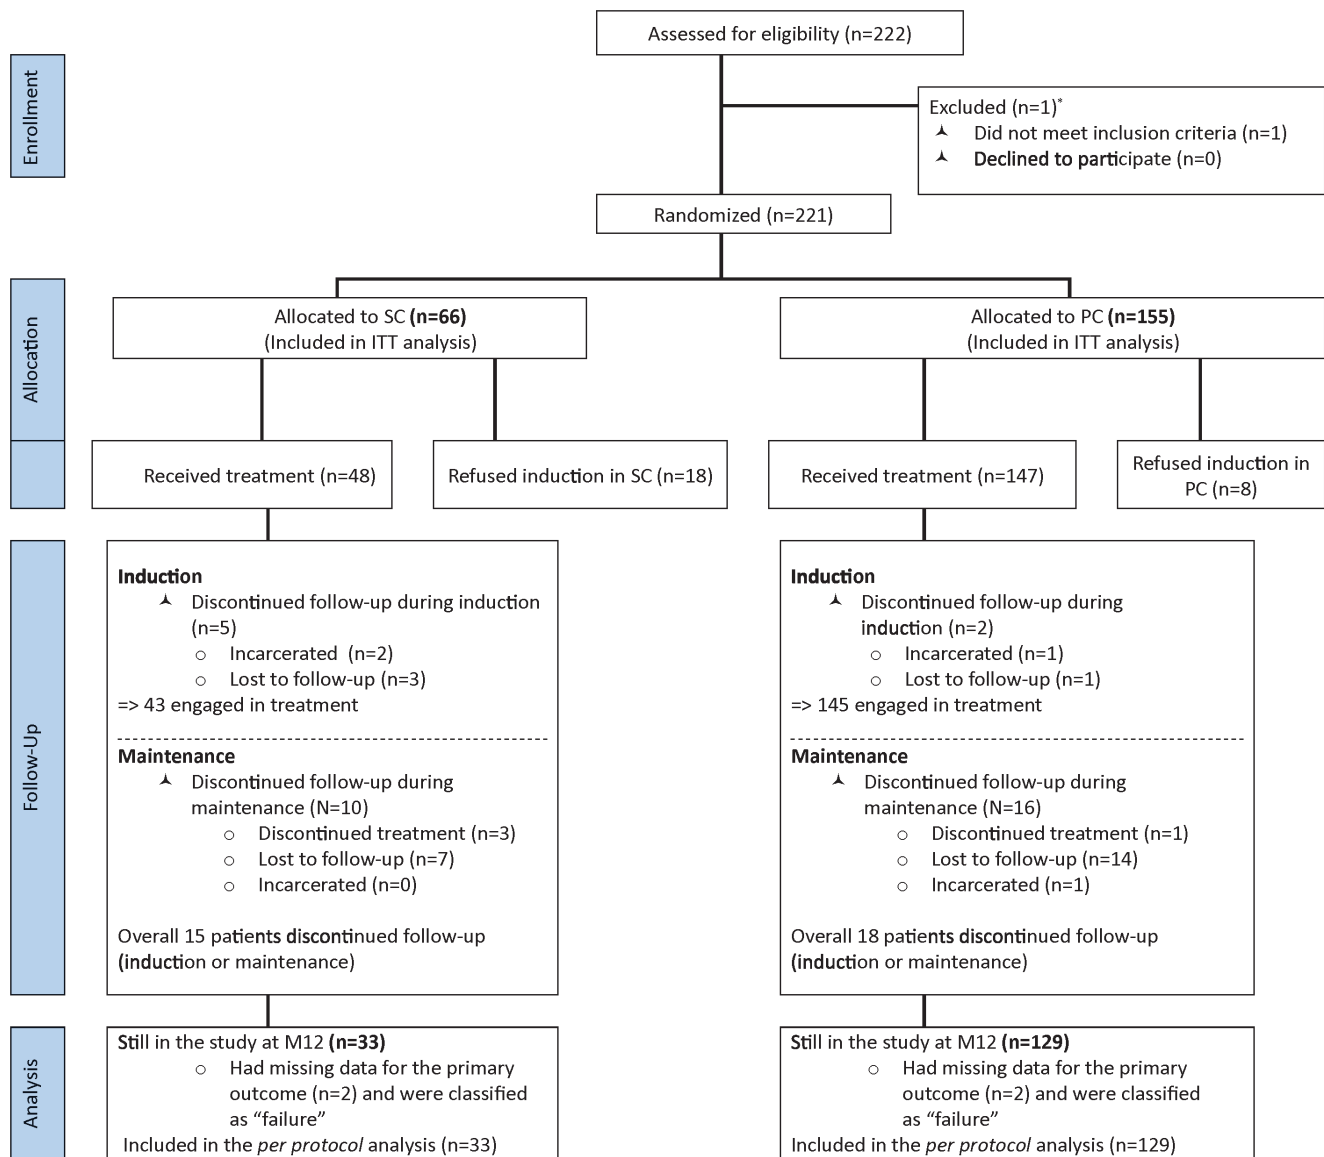 Assessed for eligibility (n=222)
Enrollment
Excluded (n=1)*
Did not meet inclusion criteria (n=1)
Declined to participate (n=0)
Randomized (n=221)
Allocation
Allocated to SC (n=66)
(Included in ITT analysis)
Allocated to PC (n=155)
(Included in ITT analysis)
Received treatment (n=48)
Refused induction in SC (n=18)
Received treatment (n=147)
Refused induction in
PC (n=8)
Follow-Up
Induction
Discontinued follow-up during induction
(n=5)
o Incarcerated (n=2)
o Lost to follow-up (n=3)
=> 43 engaged in treatment
Maintenance
Discontinued follow-up during
maintenance (N=10)
o Discontinued treatment (n=3)
o Lost to follow-up (n=7)
o Incarcerated (n=0)
Overall 15 patients discontinued follow-up
(induction or maintenance)
Induction
Discontinued follow-up during
induction (n=2)
o Incarcerated (n=1)
o Lost to follow-up (n=1)
=> 145 engaged in treatment
Maintenance
Discontinued follow-up during
maintenance (N=16)
o Discontinued treatment (n=1)
o Lost to follow-up (n=14)
o Incarcerated (n=1)
Overall 18 patients discontinued follow-up
(induction or maintenance)
Analysis
Still in the study at M12 (n=33)
o Had missing data for the primary
outcome (n=2) and were classified
as “failure”
Included in the per protocol analysis (n=33)
Still in the study at M12 (n=129)
o Had missing data for the primary
outcome (n=2) and were classified
as “failure”
Included in the per protocol analysis (n=129)